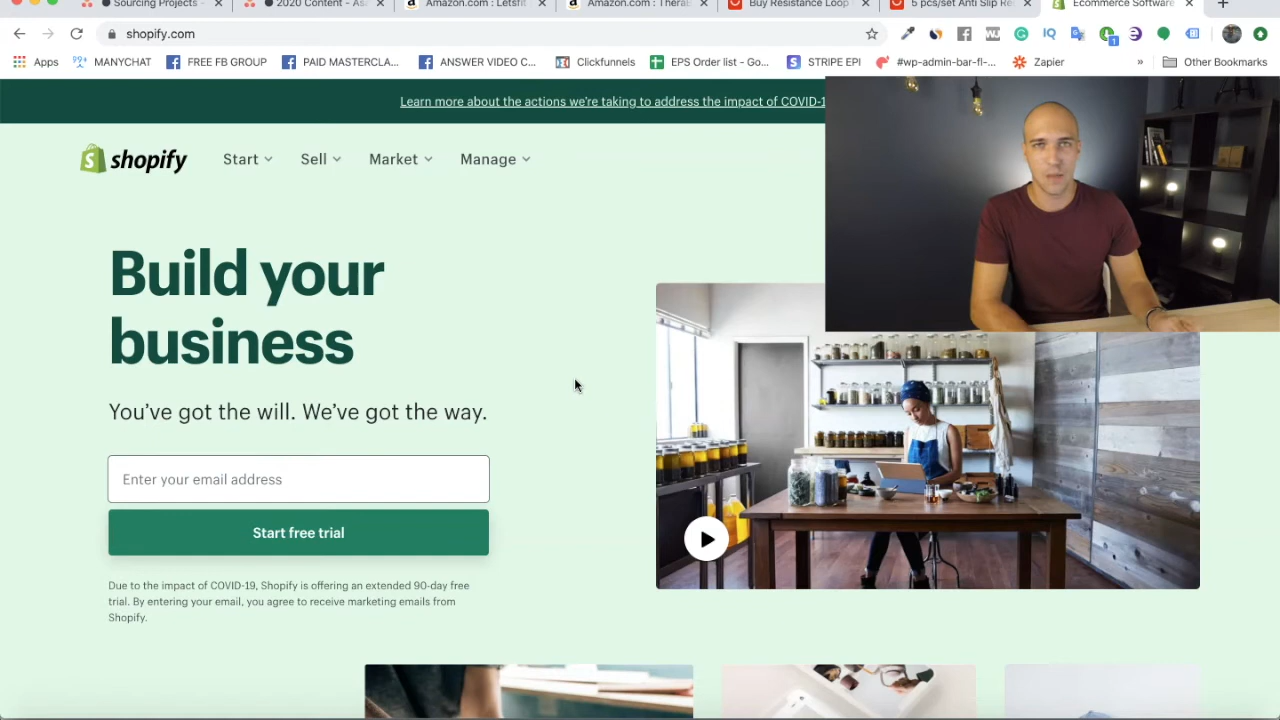 Sourcing Projects -
2020 Content - Asa
Amazon.com : Letsfit
Amazon.com : TheraB
Buy Resistance Loop
5 pcs/set Anti Slip Re
Ecommerce Software
shopify.com
Apps
MANYCHAT
FREE FB GROUP
PAID MASTERCLA...
ANSWER VIDEO C...
Clickfunnels
EPS Order list - Go...
STRIPE EPI
#wp-admin-bar-fl-...
Zapier
»
Other Bookmarks
Learn more about the actions we're taking to address the impact of COVID-1
shopify
Start
Sell
Market
Manage
Build your
business
You've got the will. We've got the way.
Enter your email address
Start free trial
Due to the impact of COVID-19, Shopify is offering an extended 90-day free
trial. By entering your email, you agree to receive marketing emails from
Shopify.